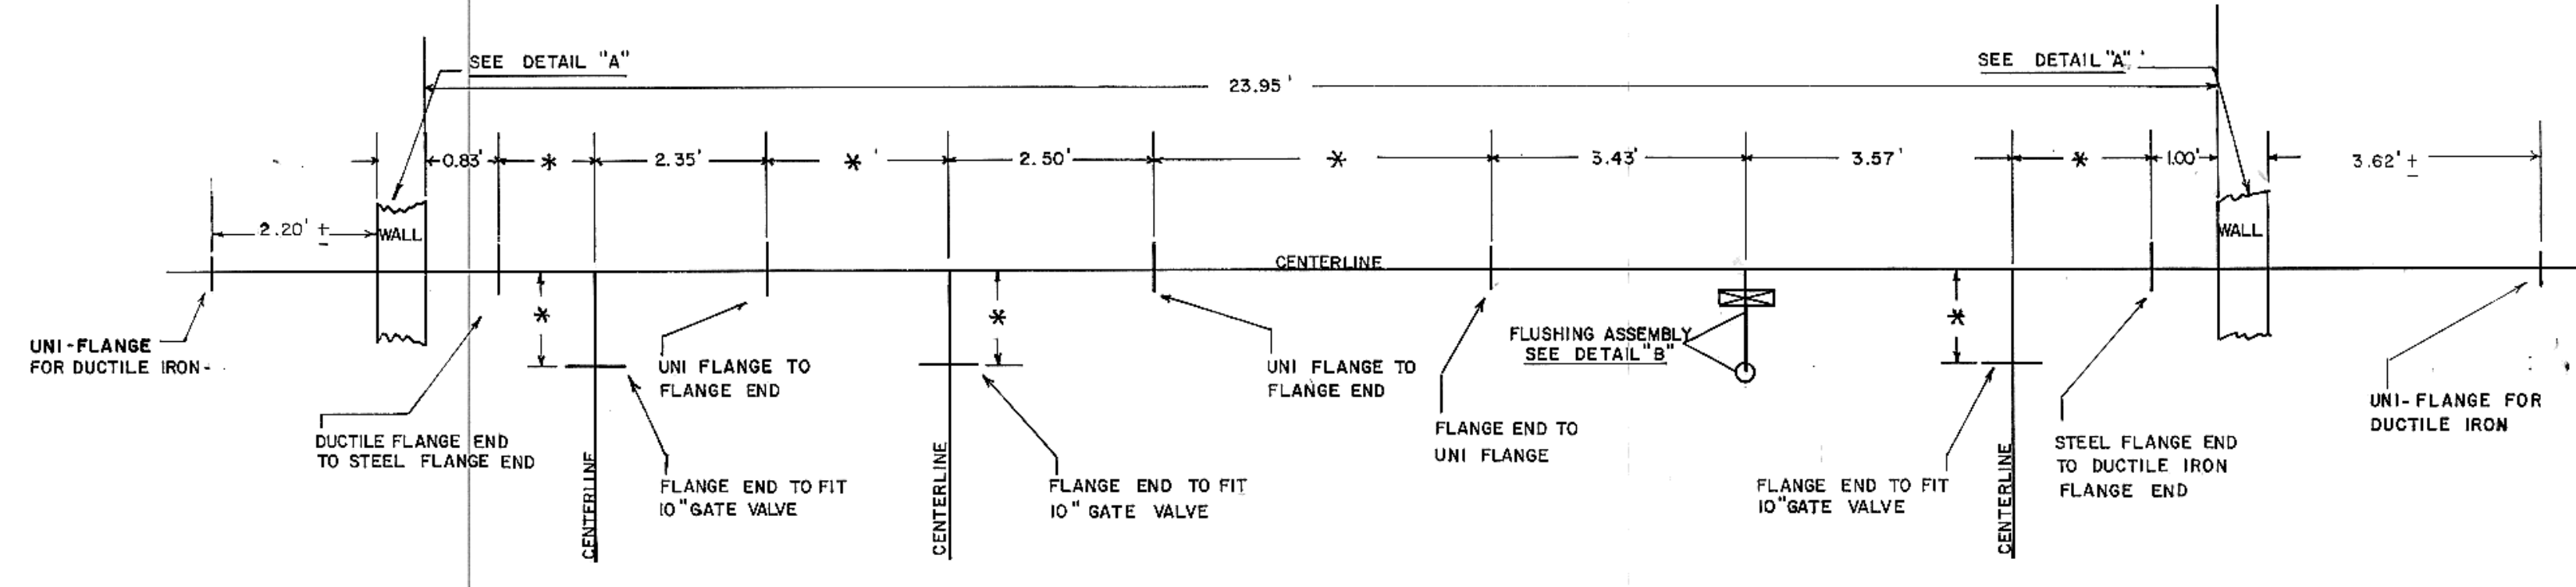 SEE DETAIL "A"
SEE DETAIL "A"
23.95'
0.83'
*
2.35'
*
2.50'
*
3.43'
3.57'
*
1.00'
3.62' ±
2.20' ±
WALL
WALL
CENTERLINE
*
*
*
UNI-FLANGE
FOR DUCTILE IRON
DUCTILE FLANGE END
TO STEEL FLANGE END
UNI FLANGE TO
FLANGE END
FLANGE END TO FIT
10" GATE VALVE
CENTERLINE
FLANGE END TO FIT
10" GATE VALVE
CENTERLINE
UNI FLANGE TO
FLANGE END
FLANGE END TO
UNI FLANGE
FLUSHING ASSEMBLY
SEE DETAIL "B"
FLANGE END TO FIT
10" GATE VALVE
CENTERLINE
STEEL FLANGE END
TO DUCTILE IRON
FLANGE END
UNI-FLANGE FOR
DUCTILE IRON